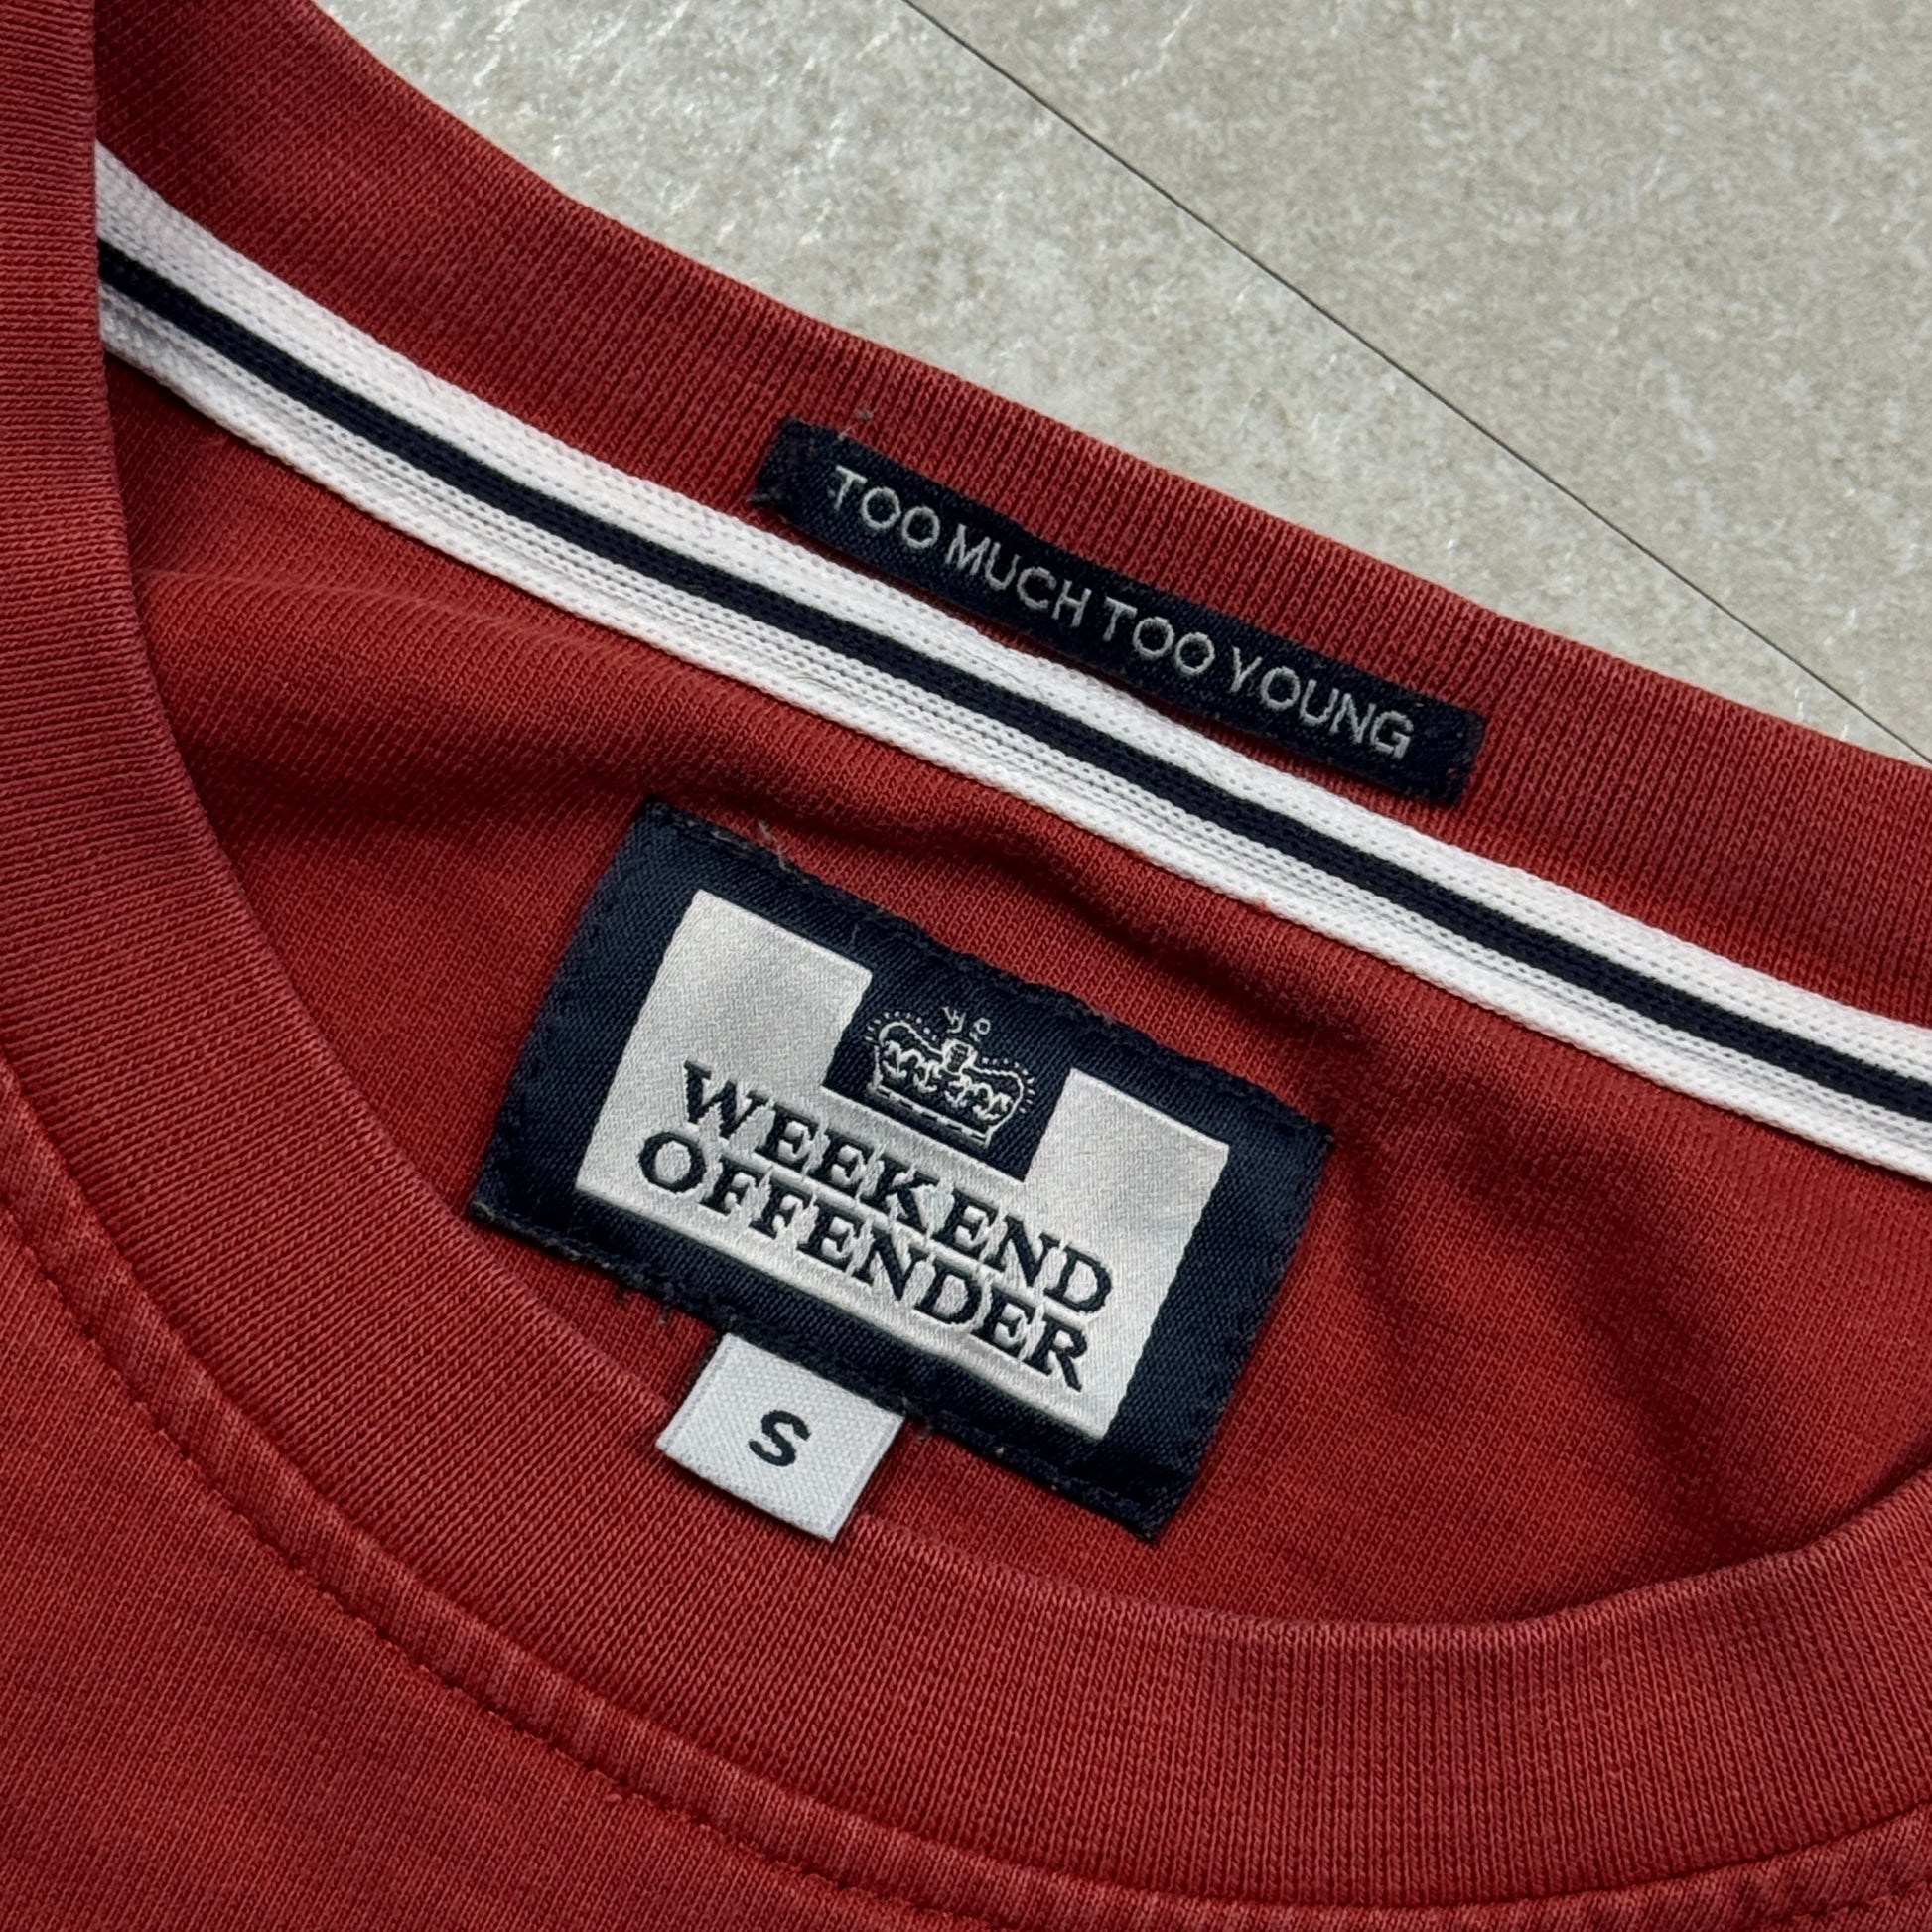 TOO MUCH TOO YOUNG
WEEKEND
OFFENDER
S